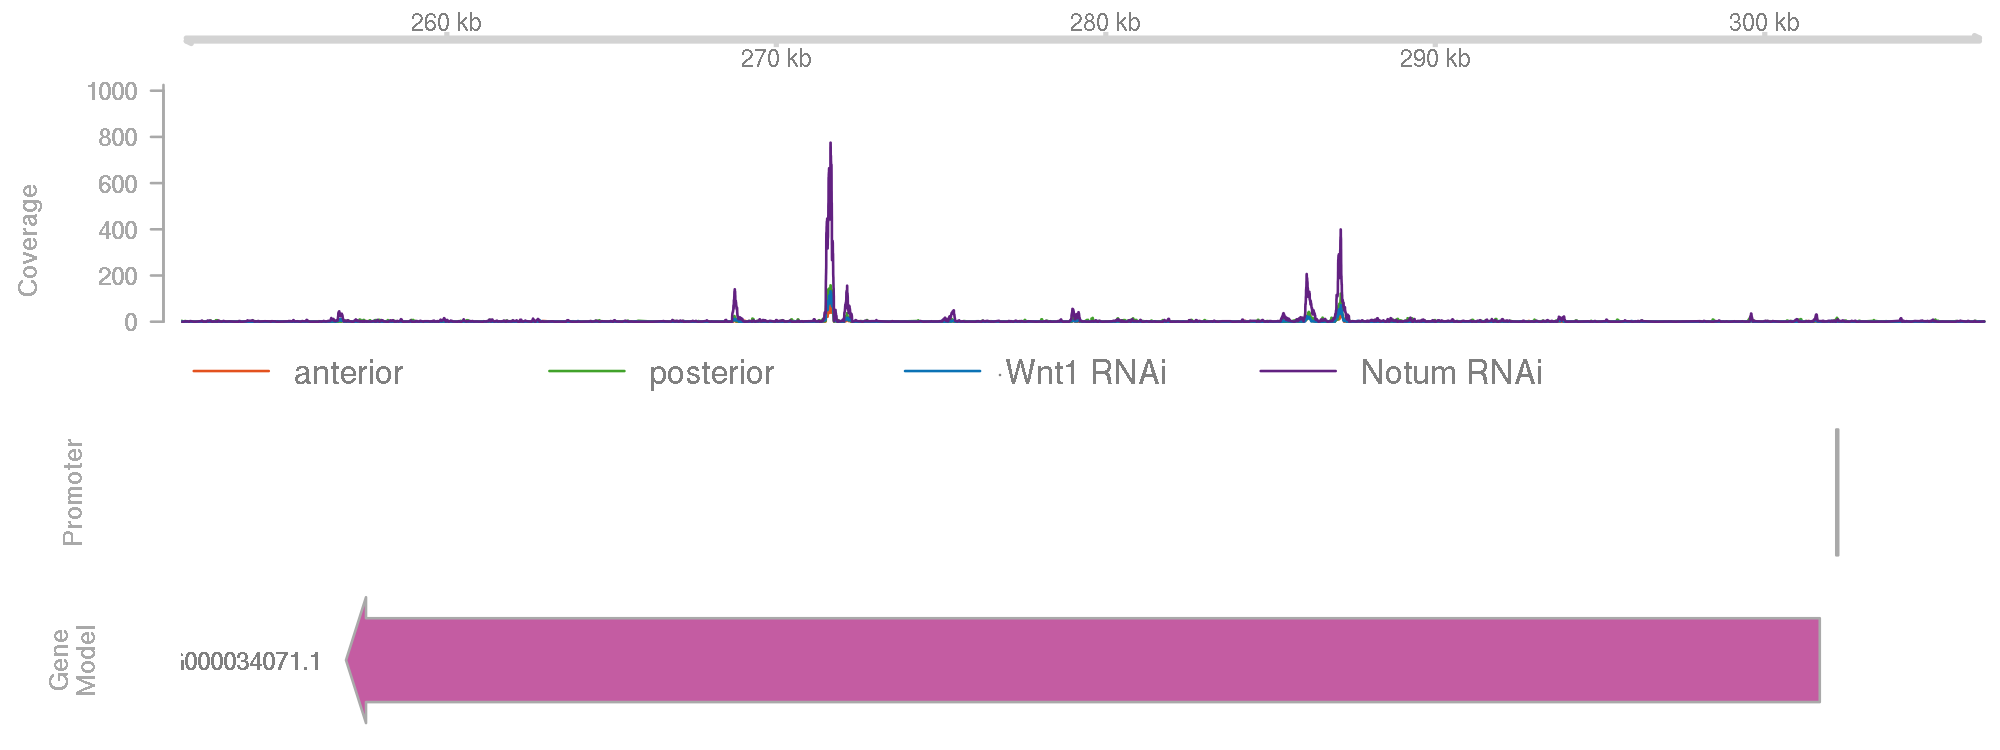 260 kb 280 kb 300 kb
270 kb 290 kb
1000
800
600
400
200
0
Coverage
anterior posterior Wnt1 RNAi Notum RNAi
Promoter
Gene
Model
i000034071.1